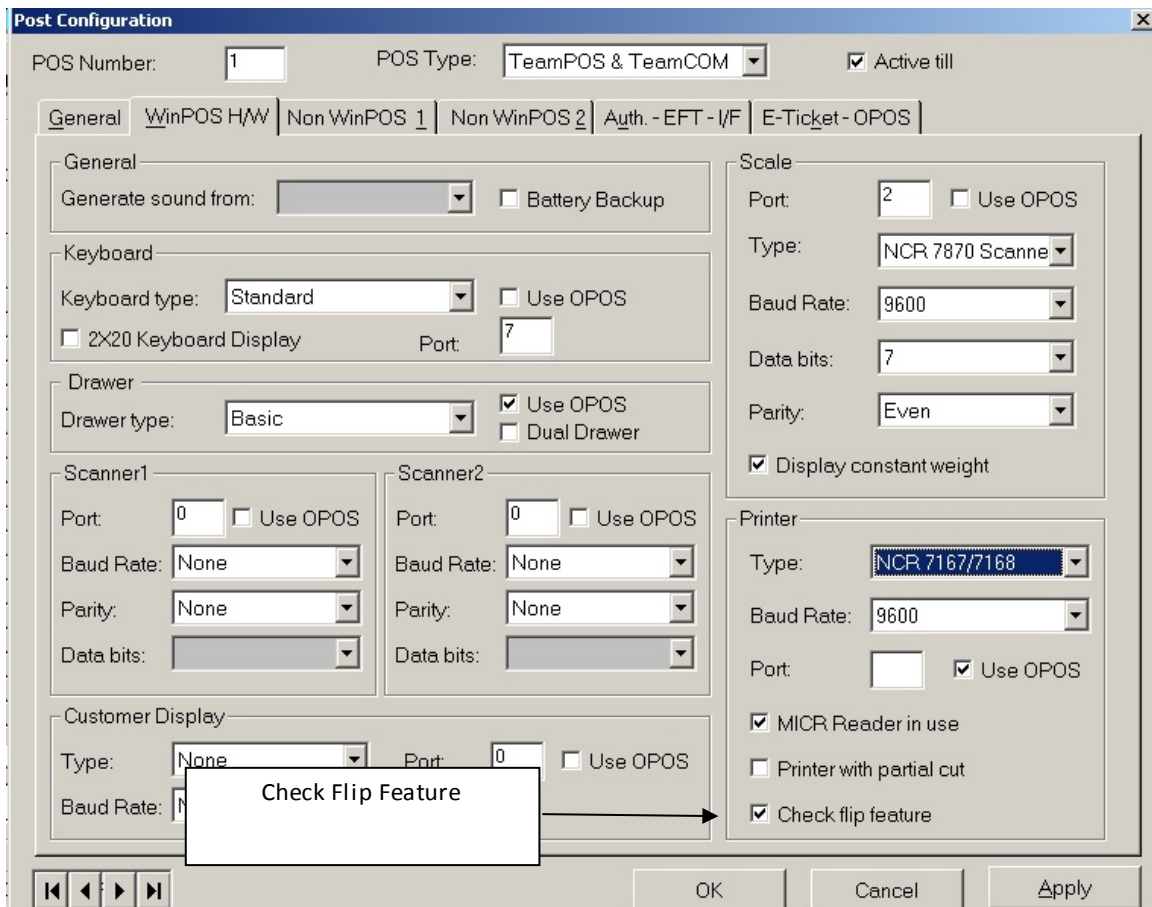 Post Configuration
POS Number: 1 POS Type: TeamPOS & TeamCOM Active till
General WinPOS H/W Non WinPOS 1 Non WinPOS 2 Auth. - EFT - I/F E-Ticket - OPOS
General
Generate sound from: Battery Backup
Keyboard
Keyboard type: Standard Use OPOS
2X20 Keyboard Display Port: 7
Drawer
Drawer type: Basic Use OPOS
Dual Drawer
Scanner1
Port: 0 Use OPOS
Baud Rate: None
Parity: None
Data bits:
Scanner2
Port: 0 Use OPOS
Baud Rate: None
Parity: None
Data bits:
Customer Display
Type: None Port: 0 Use OPOS
Baud Rate:
Check Flip Feature
Scale
Port: 2 Use OPOS
Type: NCR 7870 Scanne
Baud Rate: 9600
Data bits: 7
Parity: Even
Display constant weight
Printer
Type: NCR 7167/7168
Baud Rate: 9600
Port: Use OPOS
MICR Reader in use
Printer with partial cut
Check flip feature
OK Cancel Apply